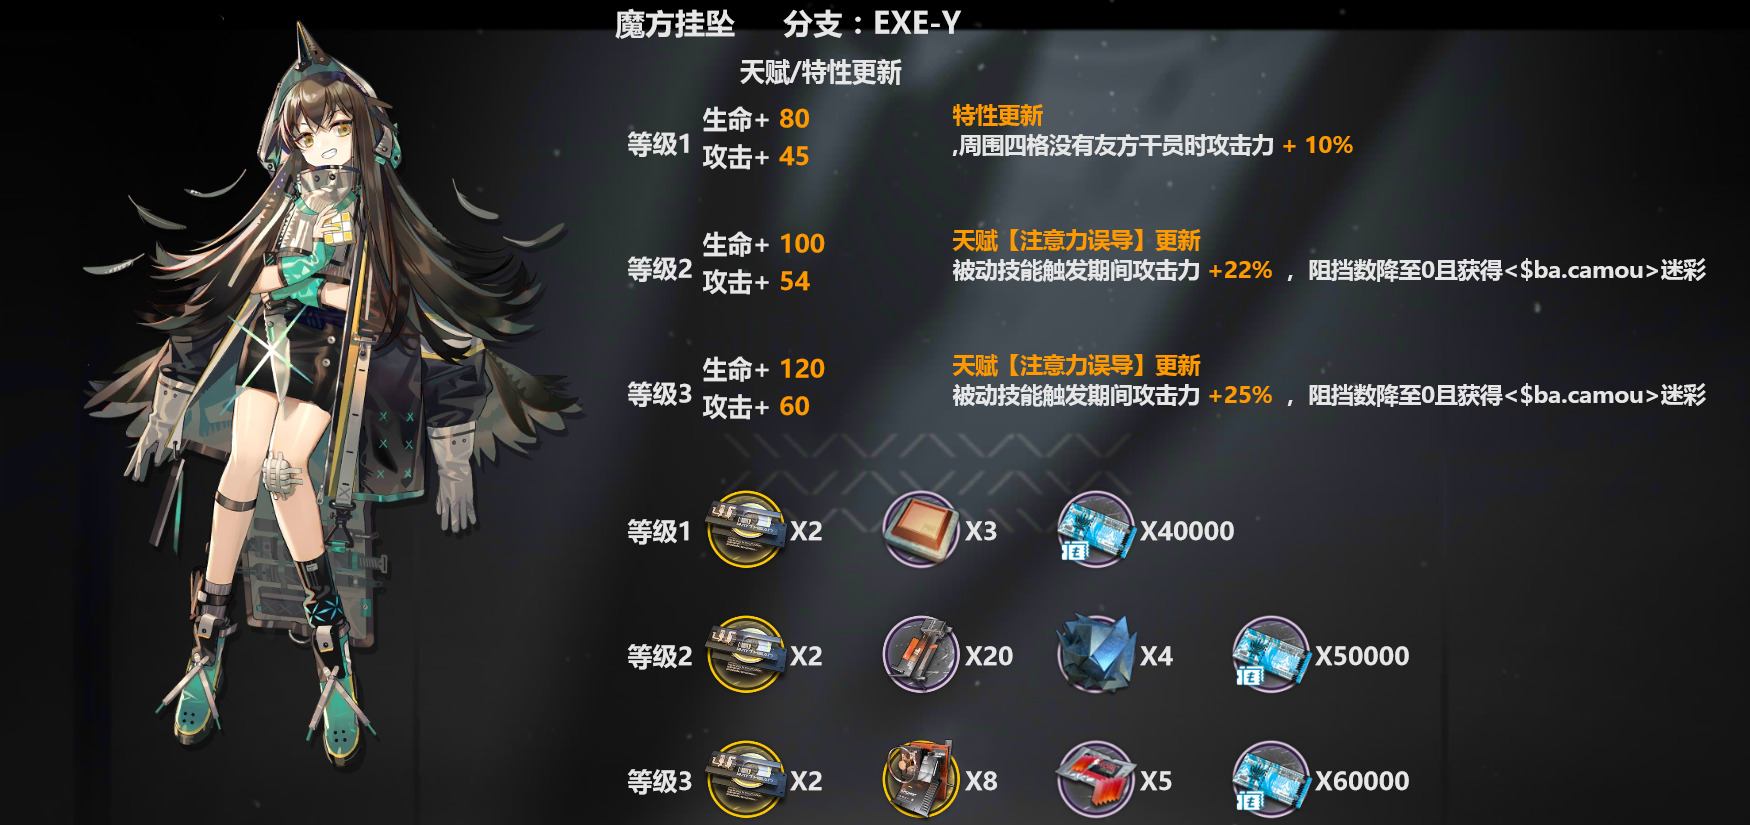 魔方挂坠 分支：EXE-Y
天赋/特性更新
等级1
生命+ 80
攻击+ 45
特性更新
,周围四格没有友方干员时攻击力 + 10%
等级2
生命+ 100
攻击+ 54
天赋【注意力误导】更新
被动技能触发期间攻击力 +22% ，阻挡数降至0且获得<$ba.camou>迷彩
等级3
生命+ 120
攻击+ 60
天赋【注意力误导】更新
被动技能触发期间攻击力 +25% ，阻挡数降至0且获得<$ba.camou>迷彩
等级1 X2 X3 X40000
等级2 X2 X20 X4 X50000
等级3 X2 X8 X5 X60000